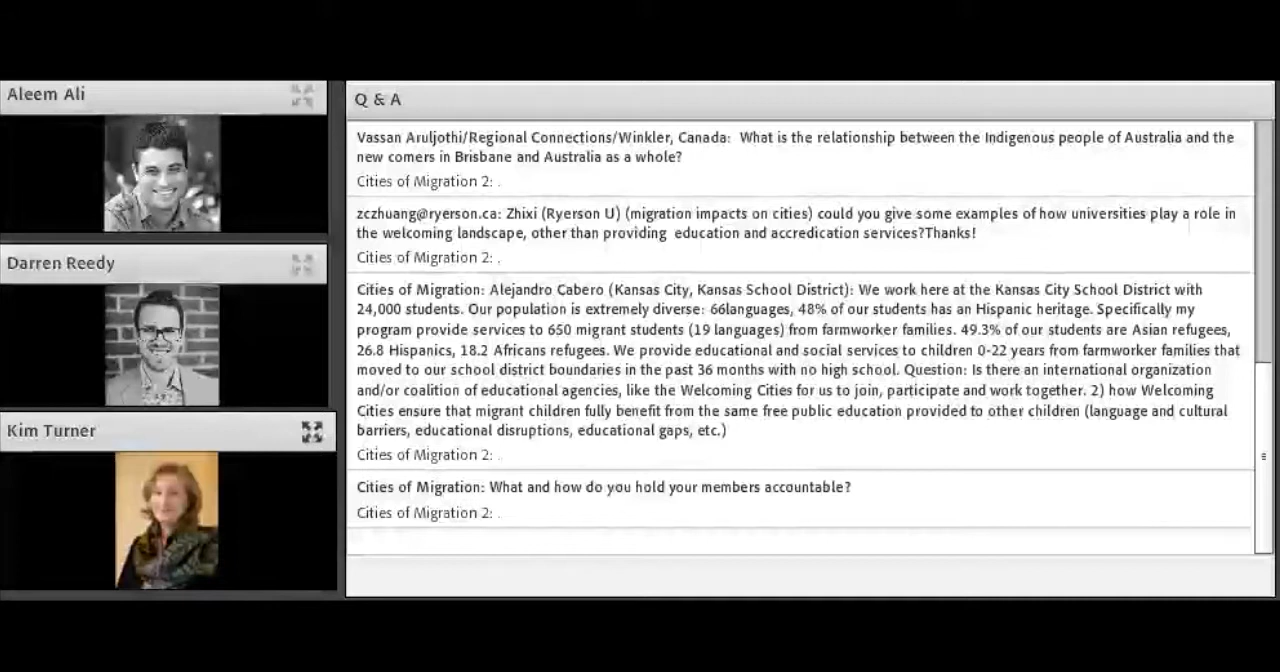 Aleem Ali
Darren Reedy
Kim Turner
Q & A
Vassan Aruljothi/Regional Connections/Winkler, Canada:  What is the relationship between the Indigenous people of Australia and the
new comers in Brisbane and Australia as a whole?
Cities of Migration 2: .
zczhuang@ryerson.ca: Zhixi (Ryerson U) (migration impacts on cities) could you give some examples of how universities play a role in
the welcoming landscape, other than providing  education and accredication services?Thanks!
Cities of Migration 2: .
Cities of Migration: Alejandro Cabero (Kansas City, Kansas School District): We work here at the Kansas City School District with
24,000 students. Our population is extremely diverse: 66languages, 48% of our students has an Hispanic heritage. Specifically my
program provide services to 650 migrant students (19 languages) from farmworker families. 49.3% of our students are Asian refugees,
26.8 Hispanics, 18.2 Africans refugees. We provide educational and social services to children 0-22 years from farmworker families that
moved to our school district boundaries in the past 36 months with no high school. Question: Is there an international organization
and/or coalition of educational agencies, like the Welcoming Cities for us to join, participate and work together. 2) how Welcoming
Cities ensure that migrant children fully benefit from the same free public education provided to other children (language and cultural
barriers, educational disruptions, educational gaps, etc.)
Cities of Migration 2: .
Cities of Migration: What and how do you hold your members accountable?
Cities of Migration 2: .